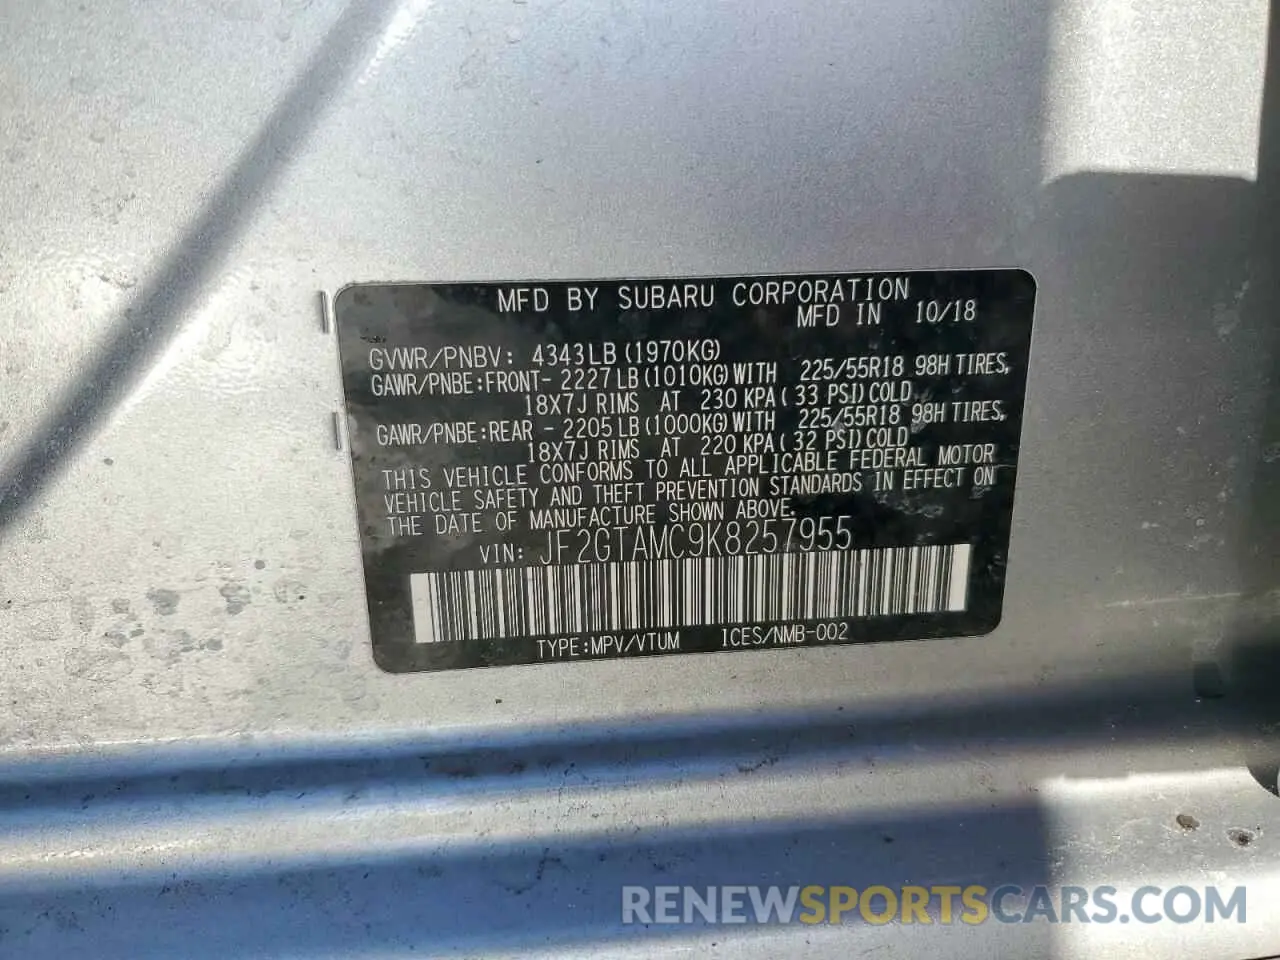 MFD BY SUBARU CORPORATION
MFD IN 10/18
GVWR/PNBV: 4343LB(1970KG)
GAWR/PNBE:FRONT- 2227LB(1010KG)WITH 225/55R18 98H TIRES,
18X7J RIMS AT 230 KPA( 33 PSI)COLD
GAWR/PNBE:REAR - 2205LB(1000KG)WITH 225/55R18 98H TIRES,
18X7J RIMS AT 220 KPA( 32 PSI)COLD
THIS VEHICLE CONFORMS TO ALL APPLICABLE FEDERAL MOTOR
VEHICLE SAFETY AND THEFT PREVENTION STANDARDS IN EFFECT ON
THE DATE OF MANUFACTURE SHOWN ABOVE.
VIN: JF2GTAMC9K8257955
TYPE:MPV/VTUM ICES/NMB-002
RENEWSPORTSCARS.COM